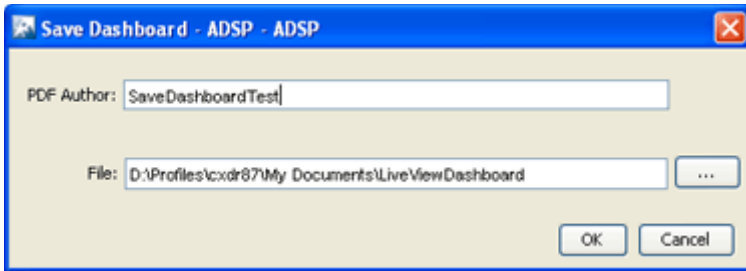 Save Dashboard - ADSP - ADSP
PDF Author: SaveDashboardTest
File: D:\Profiles\cxdr87\My Documents\LiveViewDashboard ...
OK Cancel